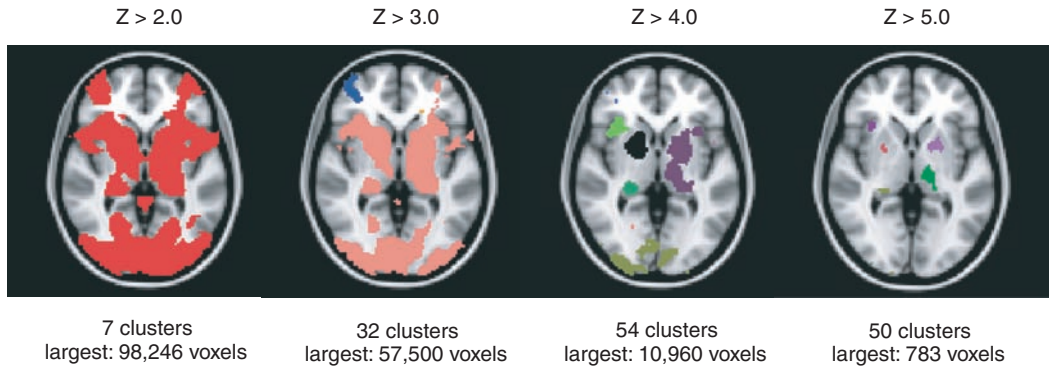 Z > 2.0
Z > 3.0
Z > 4.0
Z > 5.0
7 clusters
largest: 98,246 voxels
32 clusters
largest: 57,500 voxels
54 clusters
largest: 10,960 voxels
50 clusters
largest: 783 voxels